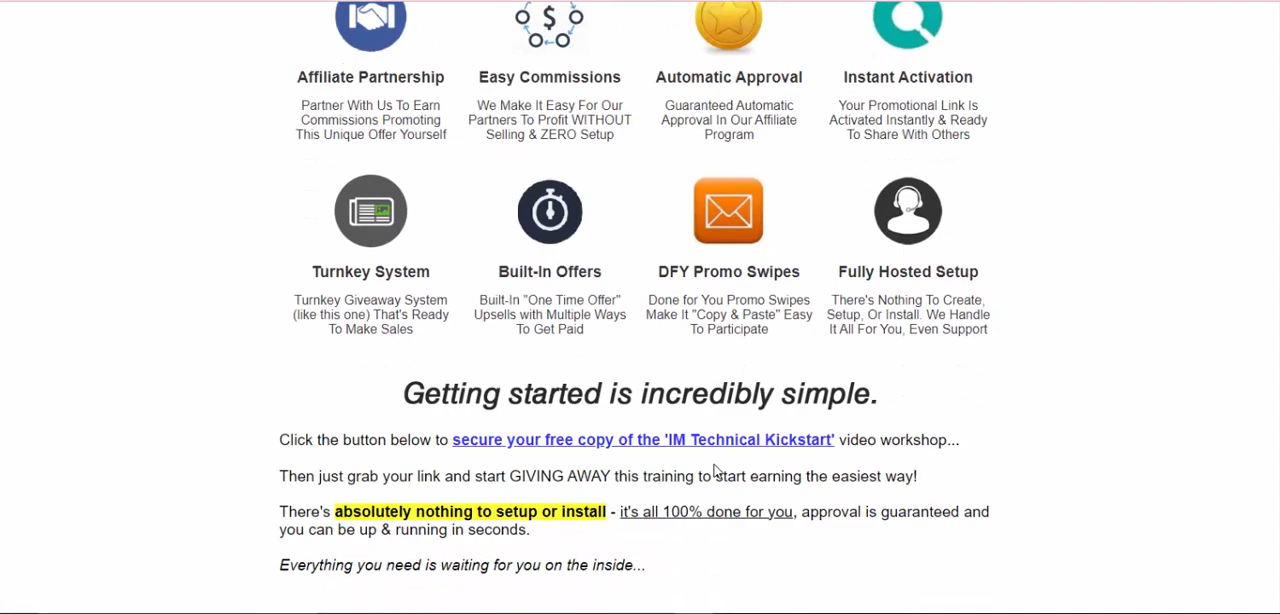 Affiliate Partnership
Partner With Us To Earn
Commissions Promoting
This Unique Offer Yourself
Easy Commissions
We Make It Easy For Our
Partners To Profit WITHOUT
Selling & ZERO Setup
Automatic Approval
Guaranteed Automatic
Approval In Our Affiliate
Program
Instant Activation
Your Promotional Link Is
Activated Instantly & Ready
To Share With Others
Turnkey System
Turnkey Giveaway System
(like this one) That's Ready
To Make Sales
Built-In Offers
Built-In "One Time Offer"
Upsells with Multiple Ways
To Get Paid
DFY Promo Swipes
Done for You Promo Swipes
Make It "Copy & Paste" Easy
To Participate
Fully Hosted Setup
There's Nothing To Create,
Setup, Or Install. We Handle
It All For You, Even Support
Getting started is incredibly simple.
Click the button below to secure your free copy of the 'IM Technical Kickstart' video workshop...
Then just grab your link and start GIVING AWAY this training to start earning the easiest way!
There's absolutely nothing to setup or install - it's all 100% done for you, approval is guaranteed and
you can be up & running in seconds.
Everything you need is waiting for you on the inside...